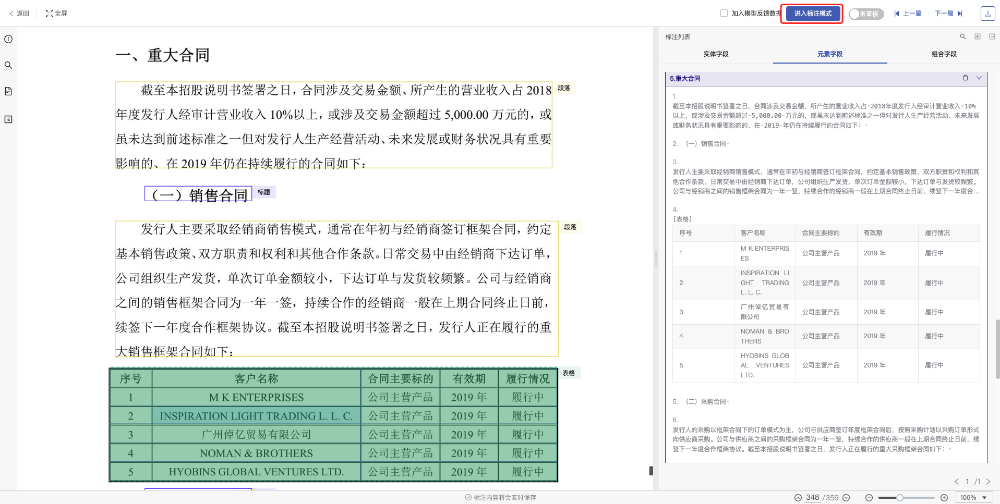 返回
全屏
加入模型反馈数据
进入标注模式
未审核
上一篇
下一篇
一、重大合同
截至本招股说明书签署之日，合同涉及交易金额、所产生的营业收入占 2018
年度发行人经审计营业收入 10%以上，或涉及交易金额超过 5,000.00 万元的，或
虽未达到前述标准之一但对发行人生产经营活动、未来发展或财务状况具有重要
影响的、在 2019 年仍在持续履行的合同如下：
段落
（一）销售合同
标题
发行人主要采取经销商销售模式，通常在年初与经销商签订框架合同，约定
基本销售政策、双方职责和权利和其他合作条款。日常交易中由经销商下达订单，
公司组织生产发货，单次订单金额较小，下达订单与发货较频繁。公司与经销商
之间的销售框架合同为一年一签，持续合作的经销商一般在上期合同终止日前，
续签下一年度合作框架协议。截至本招股说明书签署之日，发行人正在履行的重
大销售框架合同如下：
段落
序号 客户名称 合同主要标的 有效期 履行情况
1 M K ENTERPRISES 公司主营产品 2019 年 履行中
2 INSPIRATION LIGHT TRADING L. L. C. 公司主营产品 2019 年 履行中
3 广州倬亿贸易有限公司 公司主营产品 2019 年 履行中
4 NOMAN & BROTHERS 公司主营产品 2019 年 履行中
5 HYOBINS GLOBAL VENTURES LTD. 公司主营产品 2019 年 履行中
表格
标注列表
实体字段
元素字段
组合字段
5.重大合同
1.
截至本招股说明书签署之日，合同涉及交易金额、所产生的营业收入占 2018年度发行人经审计营业收入 10%
以上，或涉及交易金额超过 5,000.00 万元的，或虽未达到前述标准之一但对发行人生产经营活动、未来发展
或财务状况具有重要影响的、在 2019 年仍在持续履行的合同如下：
2. （一）销售合同
3.
发行人主要采取经销商销售模式，通常在年初与经销商签订框架合同，约定基本销售政策、双方职责和权利和其
他合作条款。日常交易中由经销商下达订单，公司组织生产发货，单次订单金额较小，下达订单与发货较频繁。
公司与经销商之间的销售框架合同为一年一签，持续合作的经销商一般在上期合同终止日前，续签下一年度合...
4.
[表格]
序号 客户名称 合同主要标的 有效期 履行情况
1 M K ENTERPRIS
ES 公司主营产品 2019 年 履行中
2 INSPIRATION LI
GHT TRADING
L. L. C. 公司主营产品 2019 年 履行中
3 广州倬亿贸易有
限公司 公司主营产品 2019 年 履行中
4 NOMAN & BRO
THERS 公司主营产品 2019 年 履行中
5 HYOBINS GLOB
AL VENTURES
LTD. 公司主营产品 2019 年 履行中
5. （二）采购合同
6.
发行人的采购以框架合同下的订单模式为主，公司与供应商签订年度框架合同后，按照采购计划以采购订单形式
向供应商采购。公司与供应商之间的采购框架合同为一年一签，持续合作的供应商一般在上期合同终止日前，续
签下一年度合作框架协议。截至本招股说明书签署之日，发行人正在履行的重大采购框架合同如下：
1 /1
标注内容将会实时保存
348 /359
100%